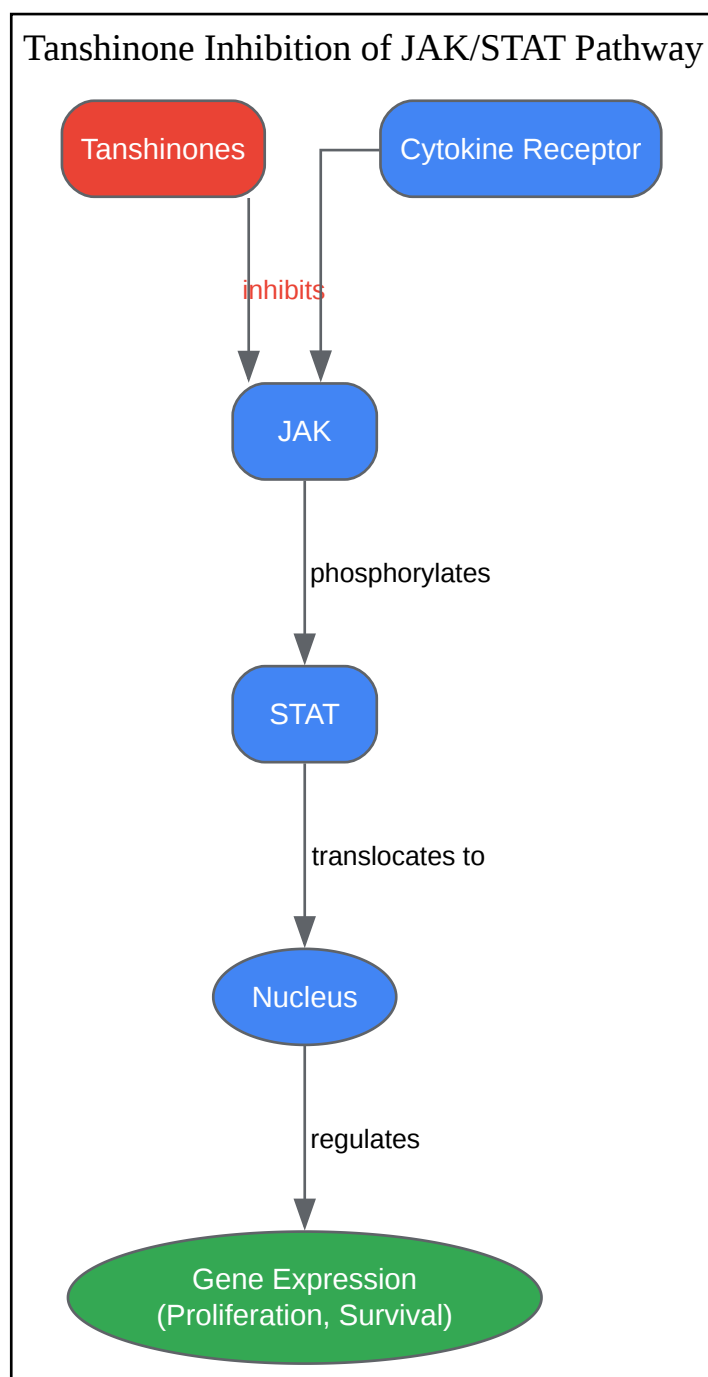 Tanshinone Inhibition of JAK/STAT Pathway
Tanshinones
Cytokine Receptor
inhibits
JAK
phosphorylates
STAT
translocates to
Nucleus
regulates
Gene Expression
(Proliferation, Survival)